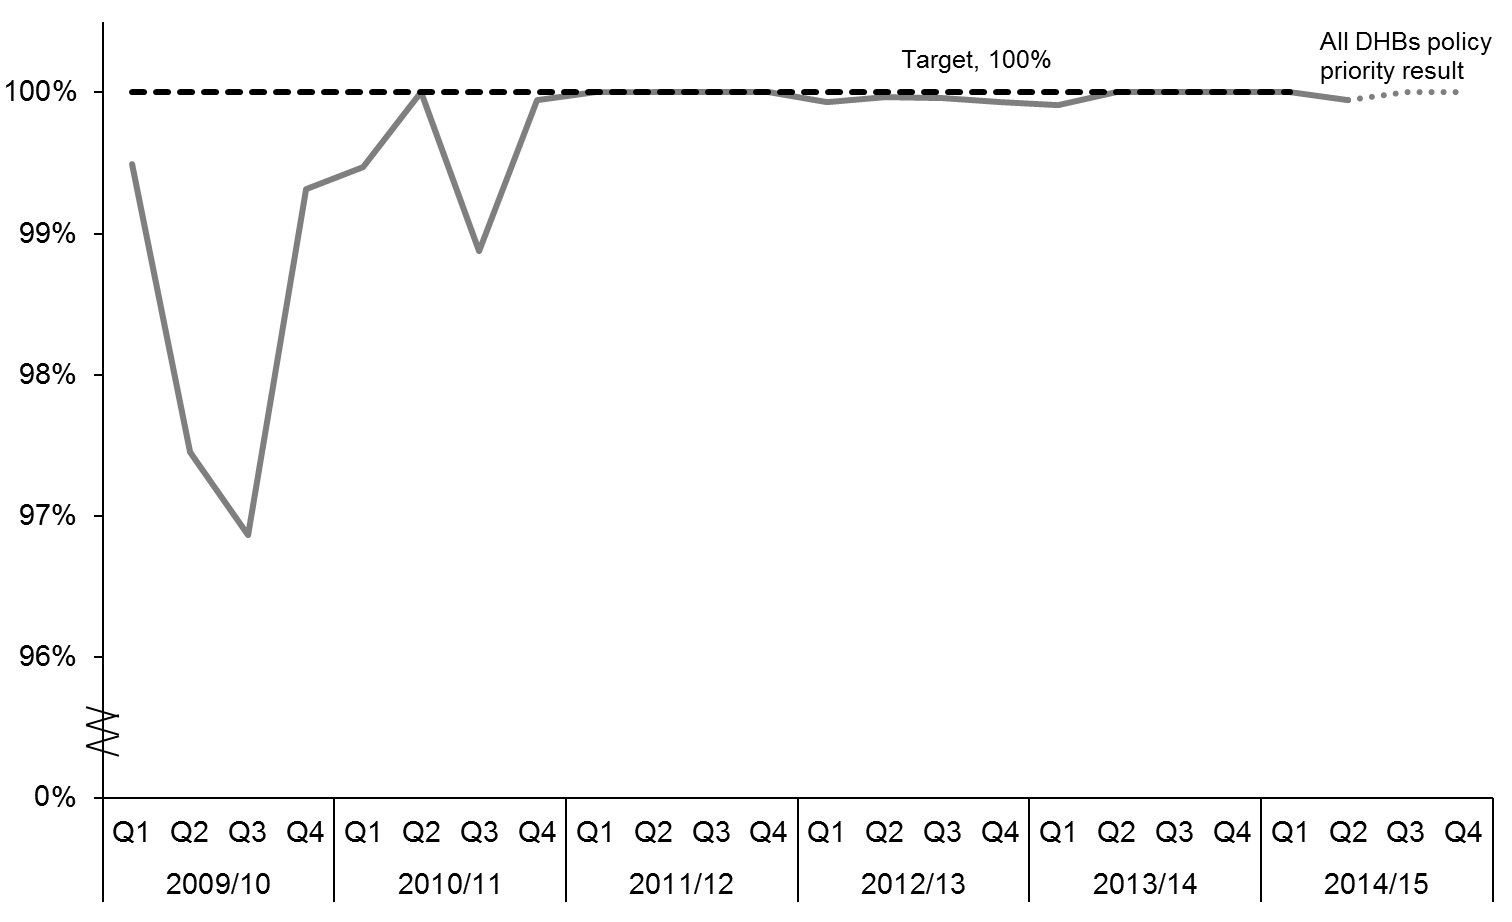 All DHBs policy
priority result
Target, 100%
100%
99%
98%
97%
96%
0%
Q1 Q2 Q3 Q4 Q1 Q2 Q3 Q4 Q1 Q2 Q3 Q4 Q1 Q2 Q3 Q4 Q1 Q2 Q3 Q4 Q1 Q2 Q3 Q4
2009/10 2010/11 2011/12 2012/13 2013/14 2014/15